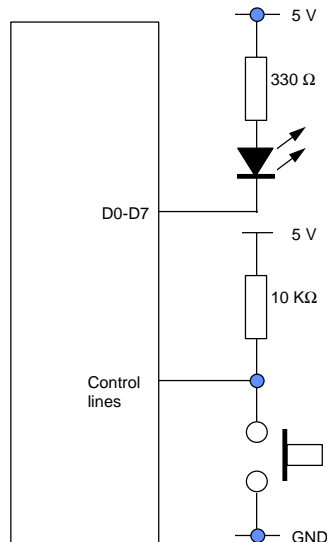 5 V
330 Ω
D0-D7
5 V
10 KΩ
Control
lines
GND